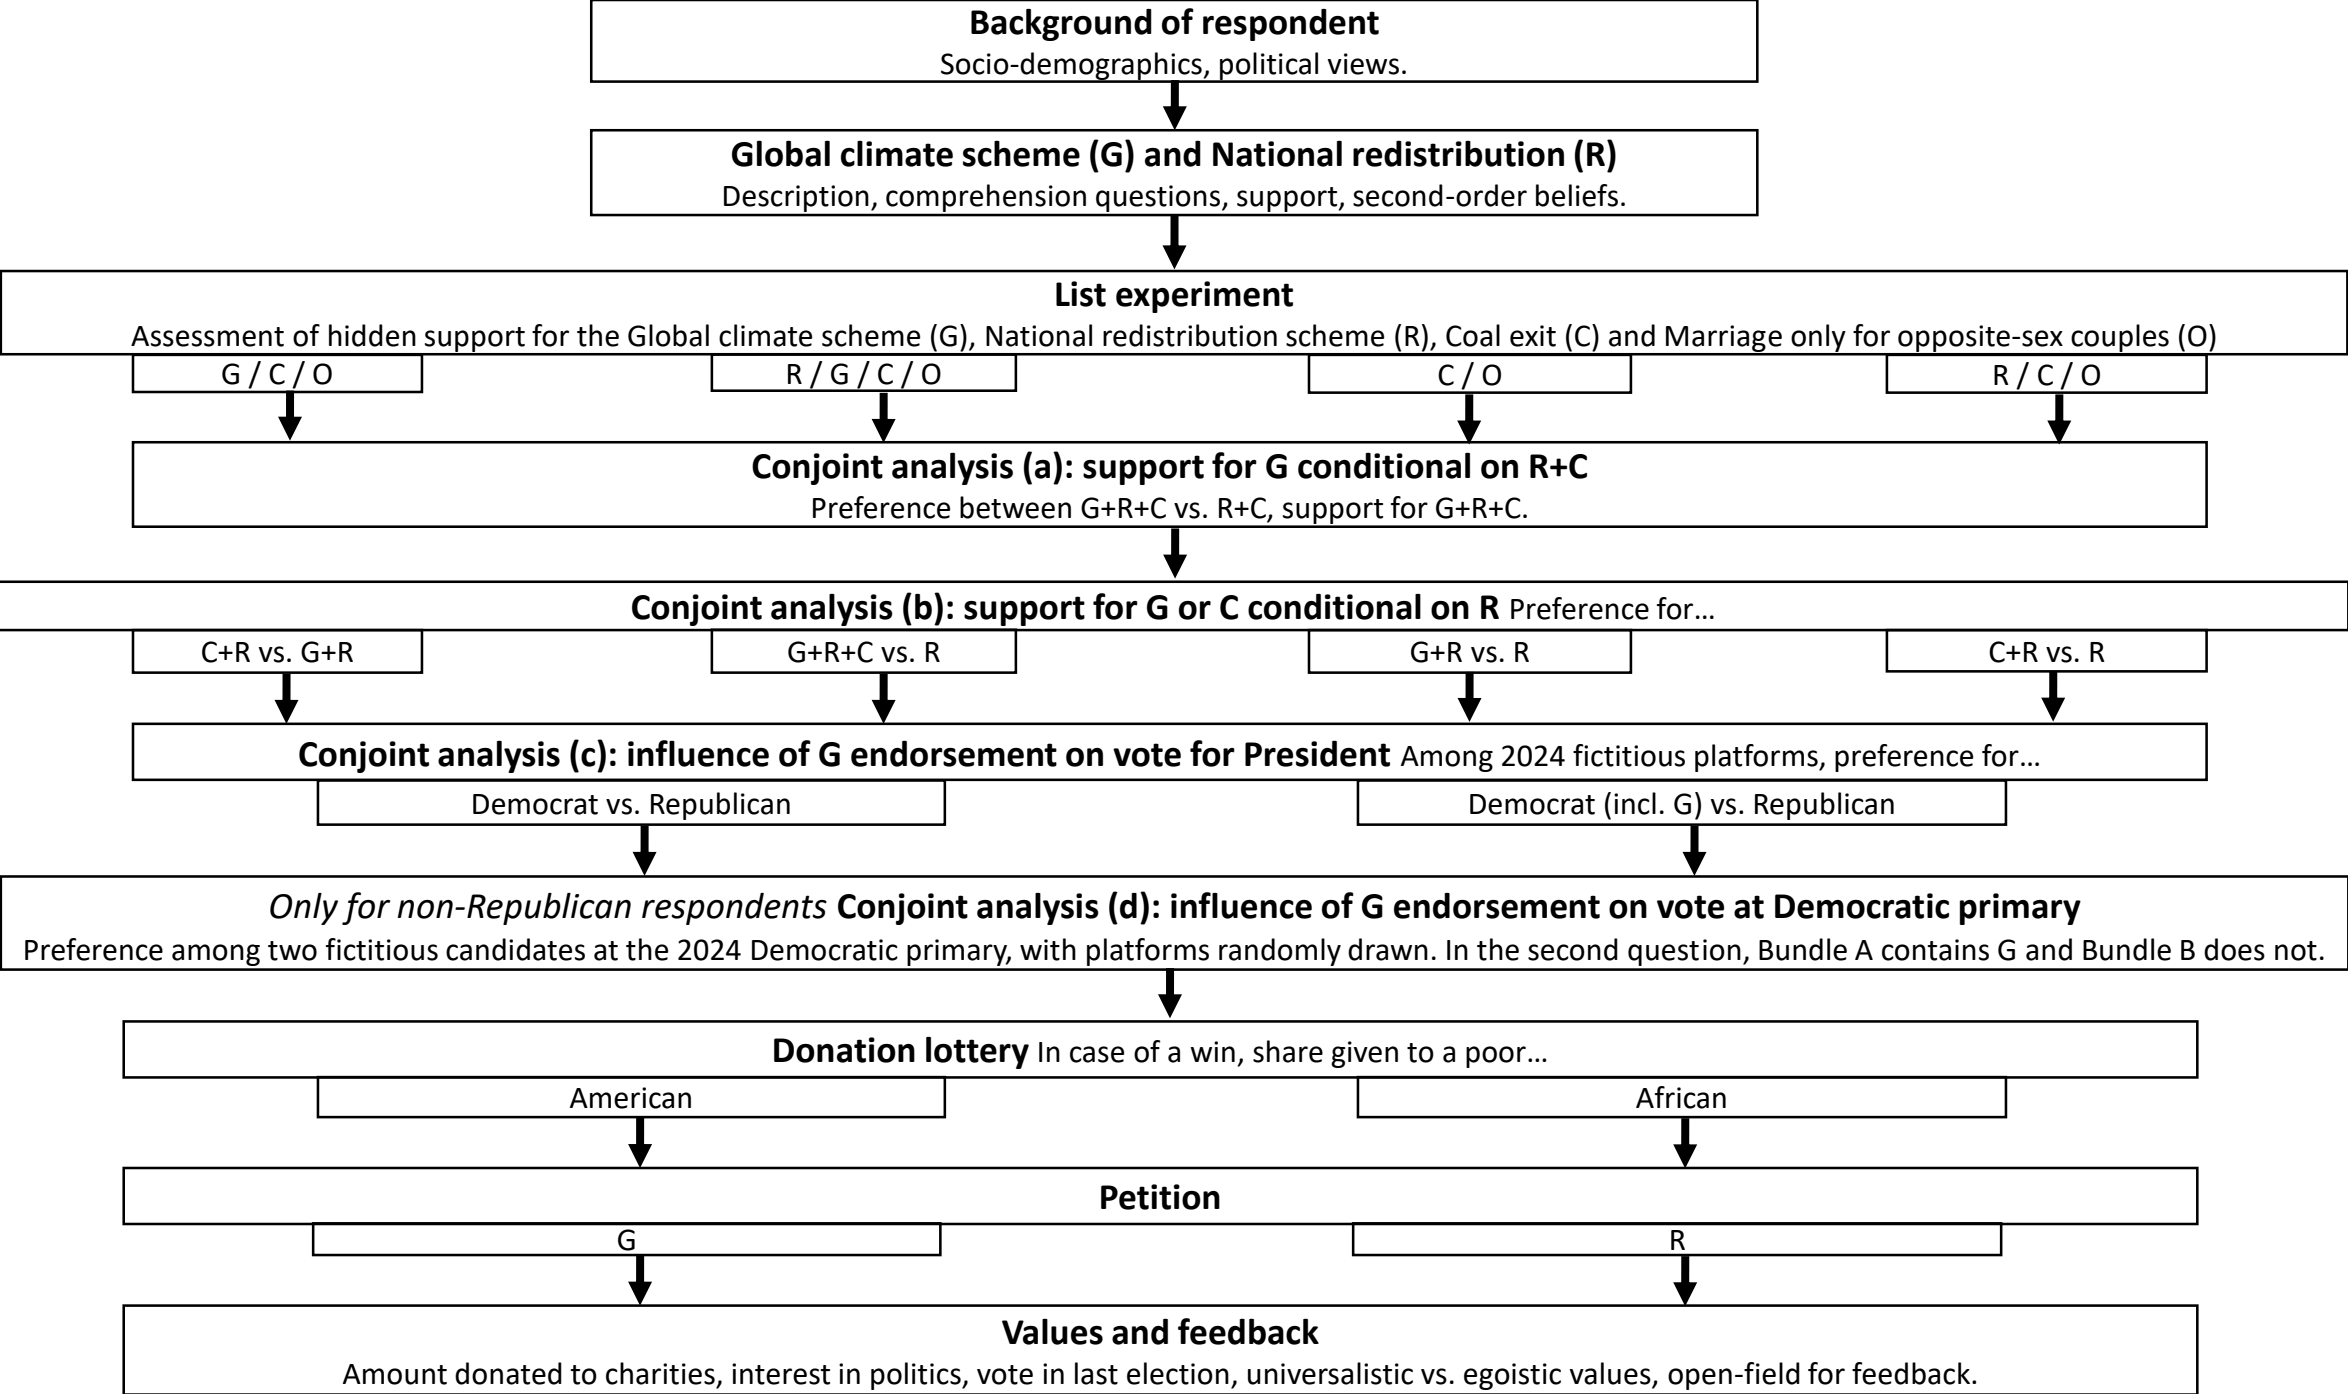 Background of respondent
Socio-demographics, political views.
Global climate scheme (G) and National redistribution (R)
Description, comprehension questions, support, second-order beliefs.
List experiment
Assessment of hidden support for the Global climate scheme (G), National redistribution scheme (R), Coal exit (C) and Marriage only for opposite-sex couples (O)
G / C / O
R / G / C / O
C / O
R / C / O
Conjoint analysis (a): support for G conditional on R+C
Preference between G+R+C vs. R+C, support for G+R+C.
Conjoint analysis (b): support for G or C conditional on R Preference for…
C+R vs. G+R
G+R+C vs. R
G+R vs. R
C+R vs. R
Conjoint analysis (c): influence of G endorsement on vote for President Among 2024 fictitious platforms, preference for…
Democrat vs. Republican
Democrat (incl. G) vs. Republican
Only for non-Republican respondents Conjoint analysis (d): influence of G endorsement on vote at Democratic primary
Preference among two fictitious candidates at the 2024 Democratic primary, with platforms randomly drawn. In the second question, Bundle A contains G and Bundle B does not.
Donation lottery In case of a win, share given to a poor…
American
African
Petition
G
R
Values and feedback
Amount donated to charities, interest in politics, vote in last election, universalistic vs. egoistic values, open-field for feedback.